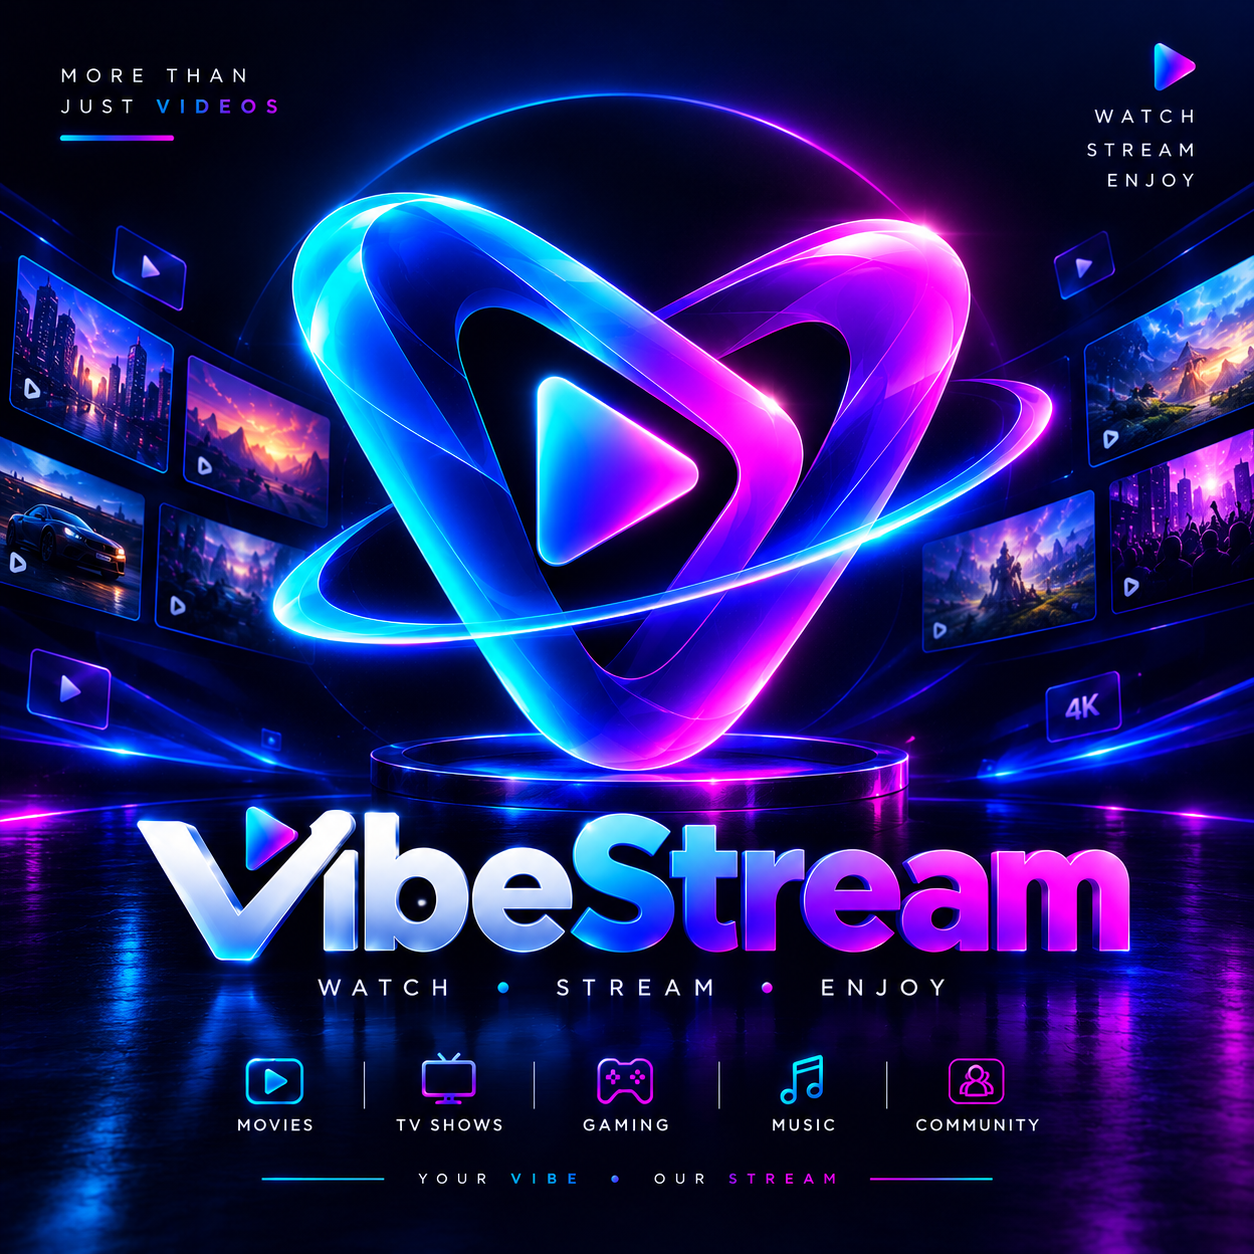 MORE THAN
JUST VIDEOS
WATCH
STREAM
ENJOY
4K
VibeStream
WATCH • STREAM • ENJOY
MOVIES
TV SHOWS
GAMING
MUSIC
COMMUNITY
YOUR VIBE • OUR STREAM